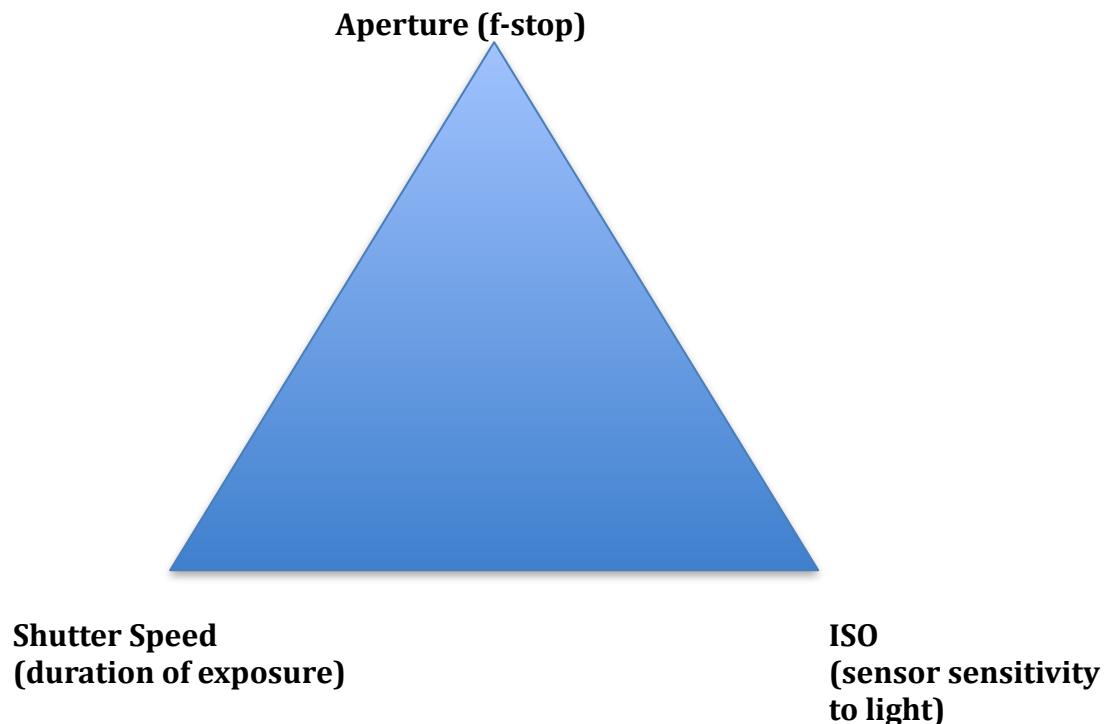 Aperture (f-stop)
Shutter Speed
(duration of exposure)
ISO
(sensor sensitivity
to light)